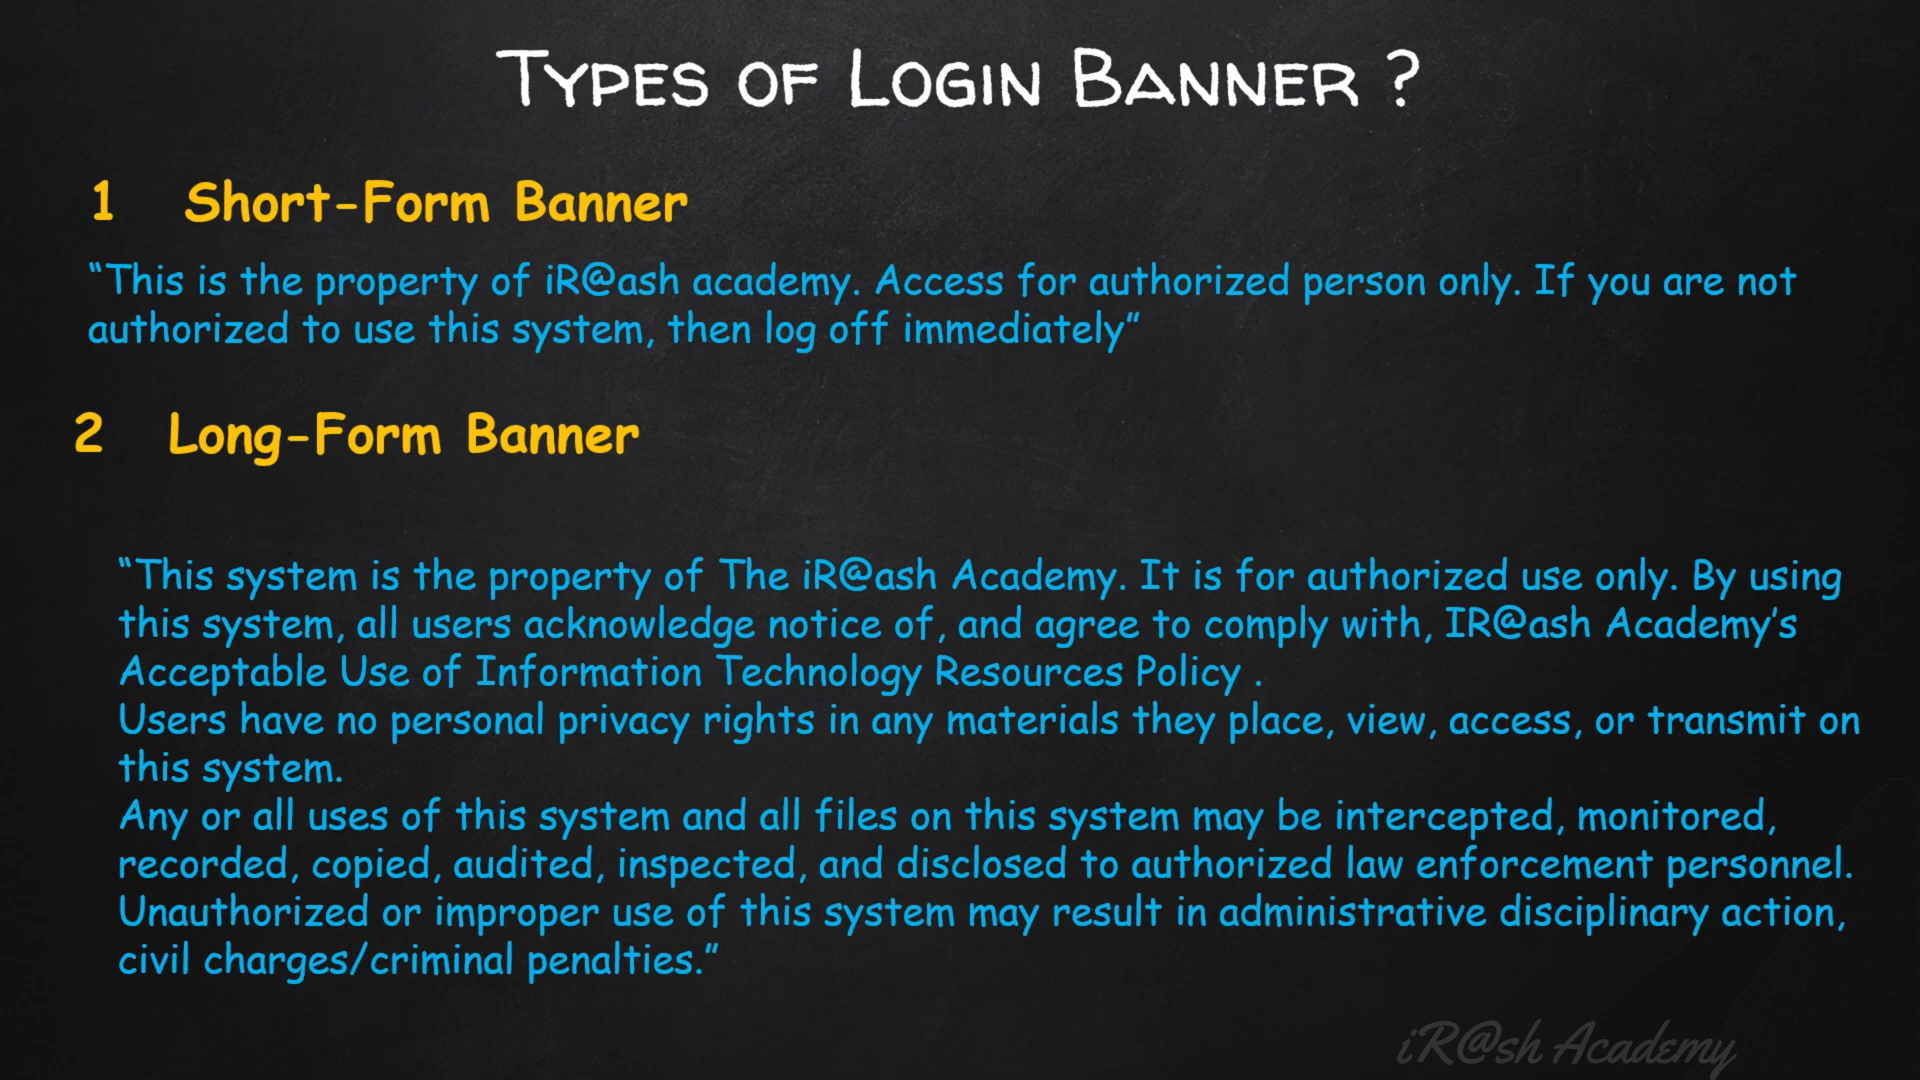 Types of Login Banner ?
1 Short-Form Banner
“This is the property of iR@ash academy. Access for authorized person only. If you are not
authorized to use this system, then log off immediately”
2 Long-Form Banner
“This system is the property of The iR@ash Academy. It is for authorized use only. By using
this system, all users acknowledge notice of, and agree to comply with, IR@ash Academy’s
Acceptable Use of Information Technology Resources Policy .
Users have no personal privacy rights in any materials they place, view, access, or transmit on
this system.
Any or all uses of this system and all files on this system may be intercepted, monitored,
recorded, copied, audited, inspected, and disclosed to authorized law enforcement personnel.
Unauthorized or improper use of this system may result in administrative disciplinary action,
civil charges/criminal penalties.”
iR@sh Academy